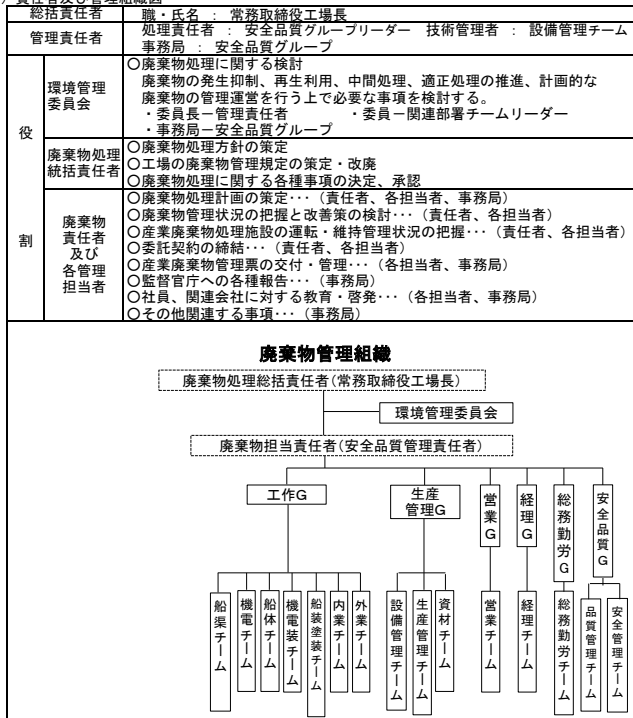 責任者及び管理組織図
総括責任者
職・氏名 : 常務取締役工場長
管理責任者
処理責任者 : 安全品質グループリーダー 技術管理者 : 設備管理チーム
事務局 : 安全品質グループ
役
割
環境管理
委員会
〇廃棄物処理に関する検討
廃棄物の発生抑制、再生利用、中間処理、適正処理の推進、計画的な
廃棄物の管理運営を行う上で必要な事項を検討する。
・委員長-管理責任者 ・委員-関連部署チームリーダー
・事務局-安全品質グループ
廃棄物処理
統括責任者
〇廃棄物処理方針の策定
〇工場の廃棄物管理規定の策定・改廃
〇廃棄物処理に関する各種事項の決定、承認
廃棄物
責任者
及び
各管理
担当者
〇廃棄物処理計画の策定・・・(責任者、各担当者、事務局)
〇廃棄物管理状況の把握と改善策の検討・・・(責任者、各担当者)
〇産業廃棄物処理施設の運転・維持管理状況の把握・・・(責任者、各担当者)
〇委託契約の締結・・・(責任者、各担当者)
〇産業廃棄物管理票の交付・管理・・・(各担当者、事務局)
〇監督官庁への各種報告・・・(事務局)
〇社員、関連会社に対する教育・啓発・・・(各担当者、事務局)
〇その他関連する事項・・・(事務局)
廃棄物管理組織
廃棄物処理総括責任者(常務取締役工場長)
環境管理委員会
廃棄物担当責任者(安全品質管理責任者)
工作G
生産
管理G
営業G
経理G
総務勤労G
安全品質G
船渠チーム
機電チーム
船体チーム
機電装チーム
船装塗装チーム
内業チーム
外業チーム
設備管理チーム
生産管理チーム
資材チーム
営業チーム
経理チーム
総務勤労チーム
品質管理チーム
安全管理チーム